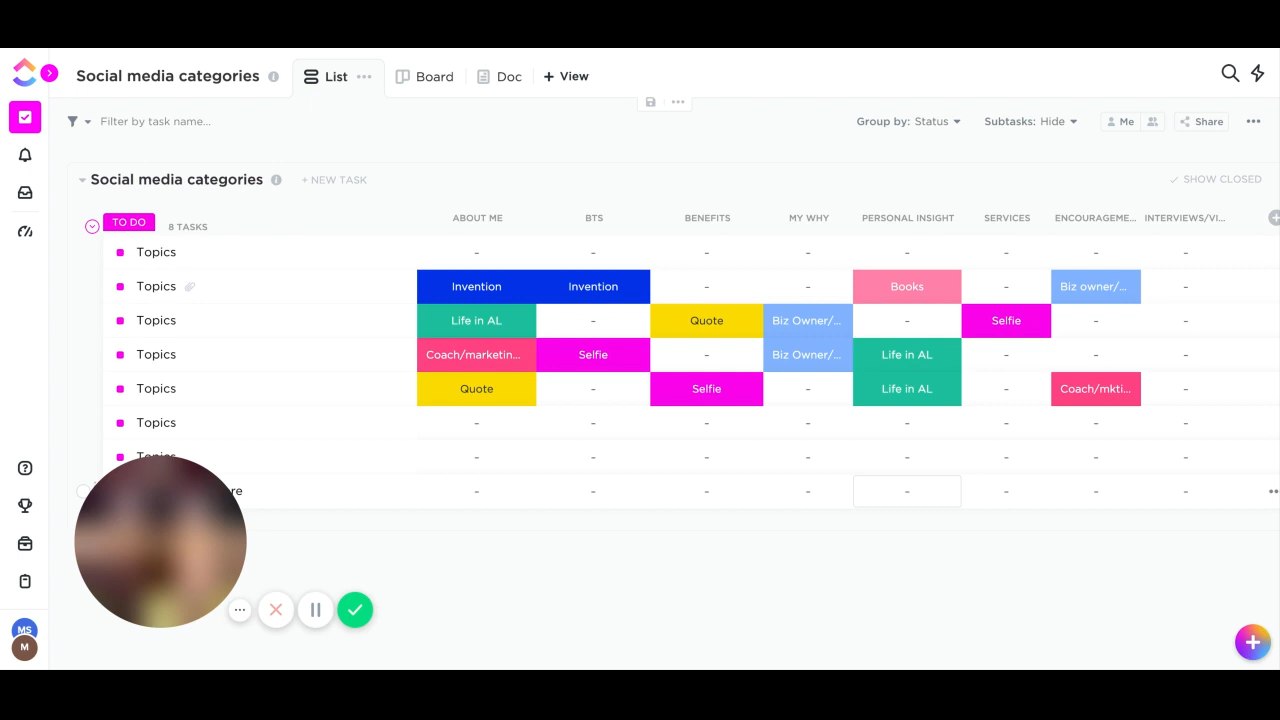 Social media categories List Board Doc + View
Filter by task name... Group by: Status Subtasks: Hide Me Share
Social media categories + NEW TASK SHOW CLOSED
TO DO 8 TASKS ABOUT ME BTS BENEFITS MY WHY PERSONAL INSIGHT SERVICES ENCOURAGEME... INTERVIEWS/VI...
Topics - - - - - - - -
Topics Invention Invention - - Books - Biz owner/... -
Topics Life in AL - Quote Biz Owner/... - Selfie - -
Topics Coach/marketin... Selfie - Biz Owner/... Life in AL - - -
Topics Quote - Selfie - Life in AL - Coach/mkti... -
Topics - - - - - - - -
Topics - - - - - - - -
re - - - - - - - -
MS
M